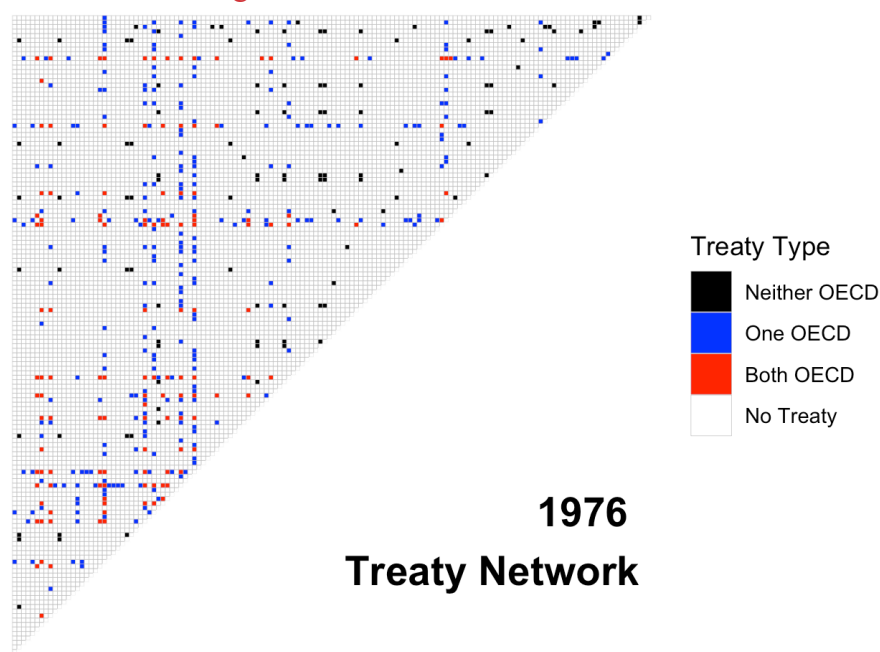 Treaty Type
Neither OECD
One OECD
Both OECD
No Treaty
1976
Treaty Network